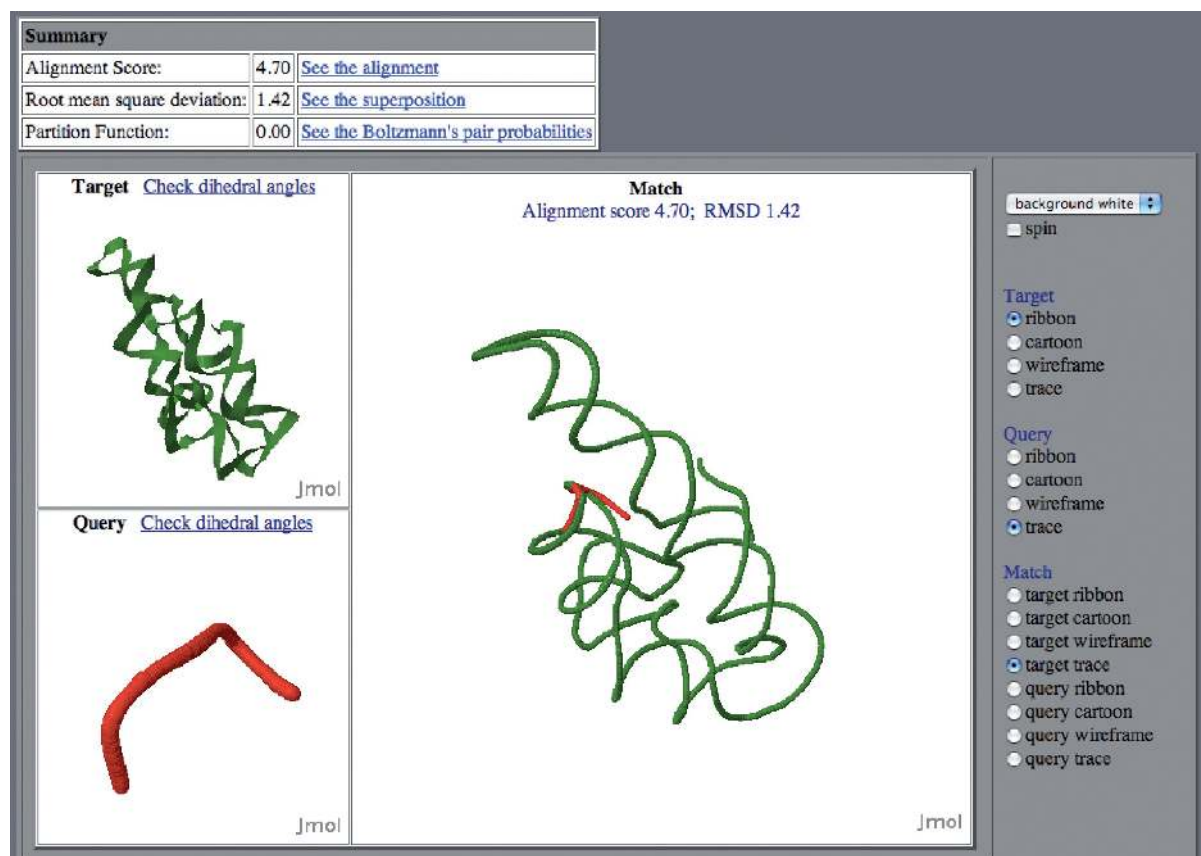 Summary
Alignment Score: 4.70 See the alignment
Root mean square deviation: 1.42 See the superposition
Partition Function: 0.00 See the Boltzmann's pair probabilities
Target Check dihedral angles
Jmol
Query Check dihedral angles
Jmol
Match
Alignment score 4.70; RMSD 1.42
Jmol
background white
spin
Target
ribbon
cartoon
wireframe
trace
Query
ribbon
cartoon
wireframe
trace
Match
target ribbon
target cartoon
target wireframe
target trace
query ribbon
query cartoon
query wireframe
query trace